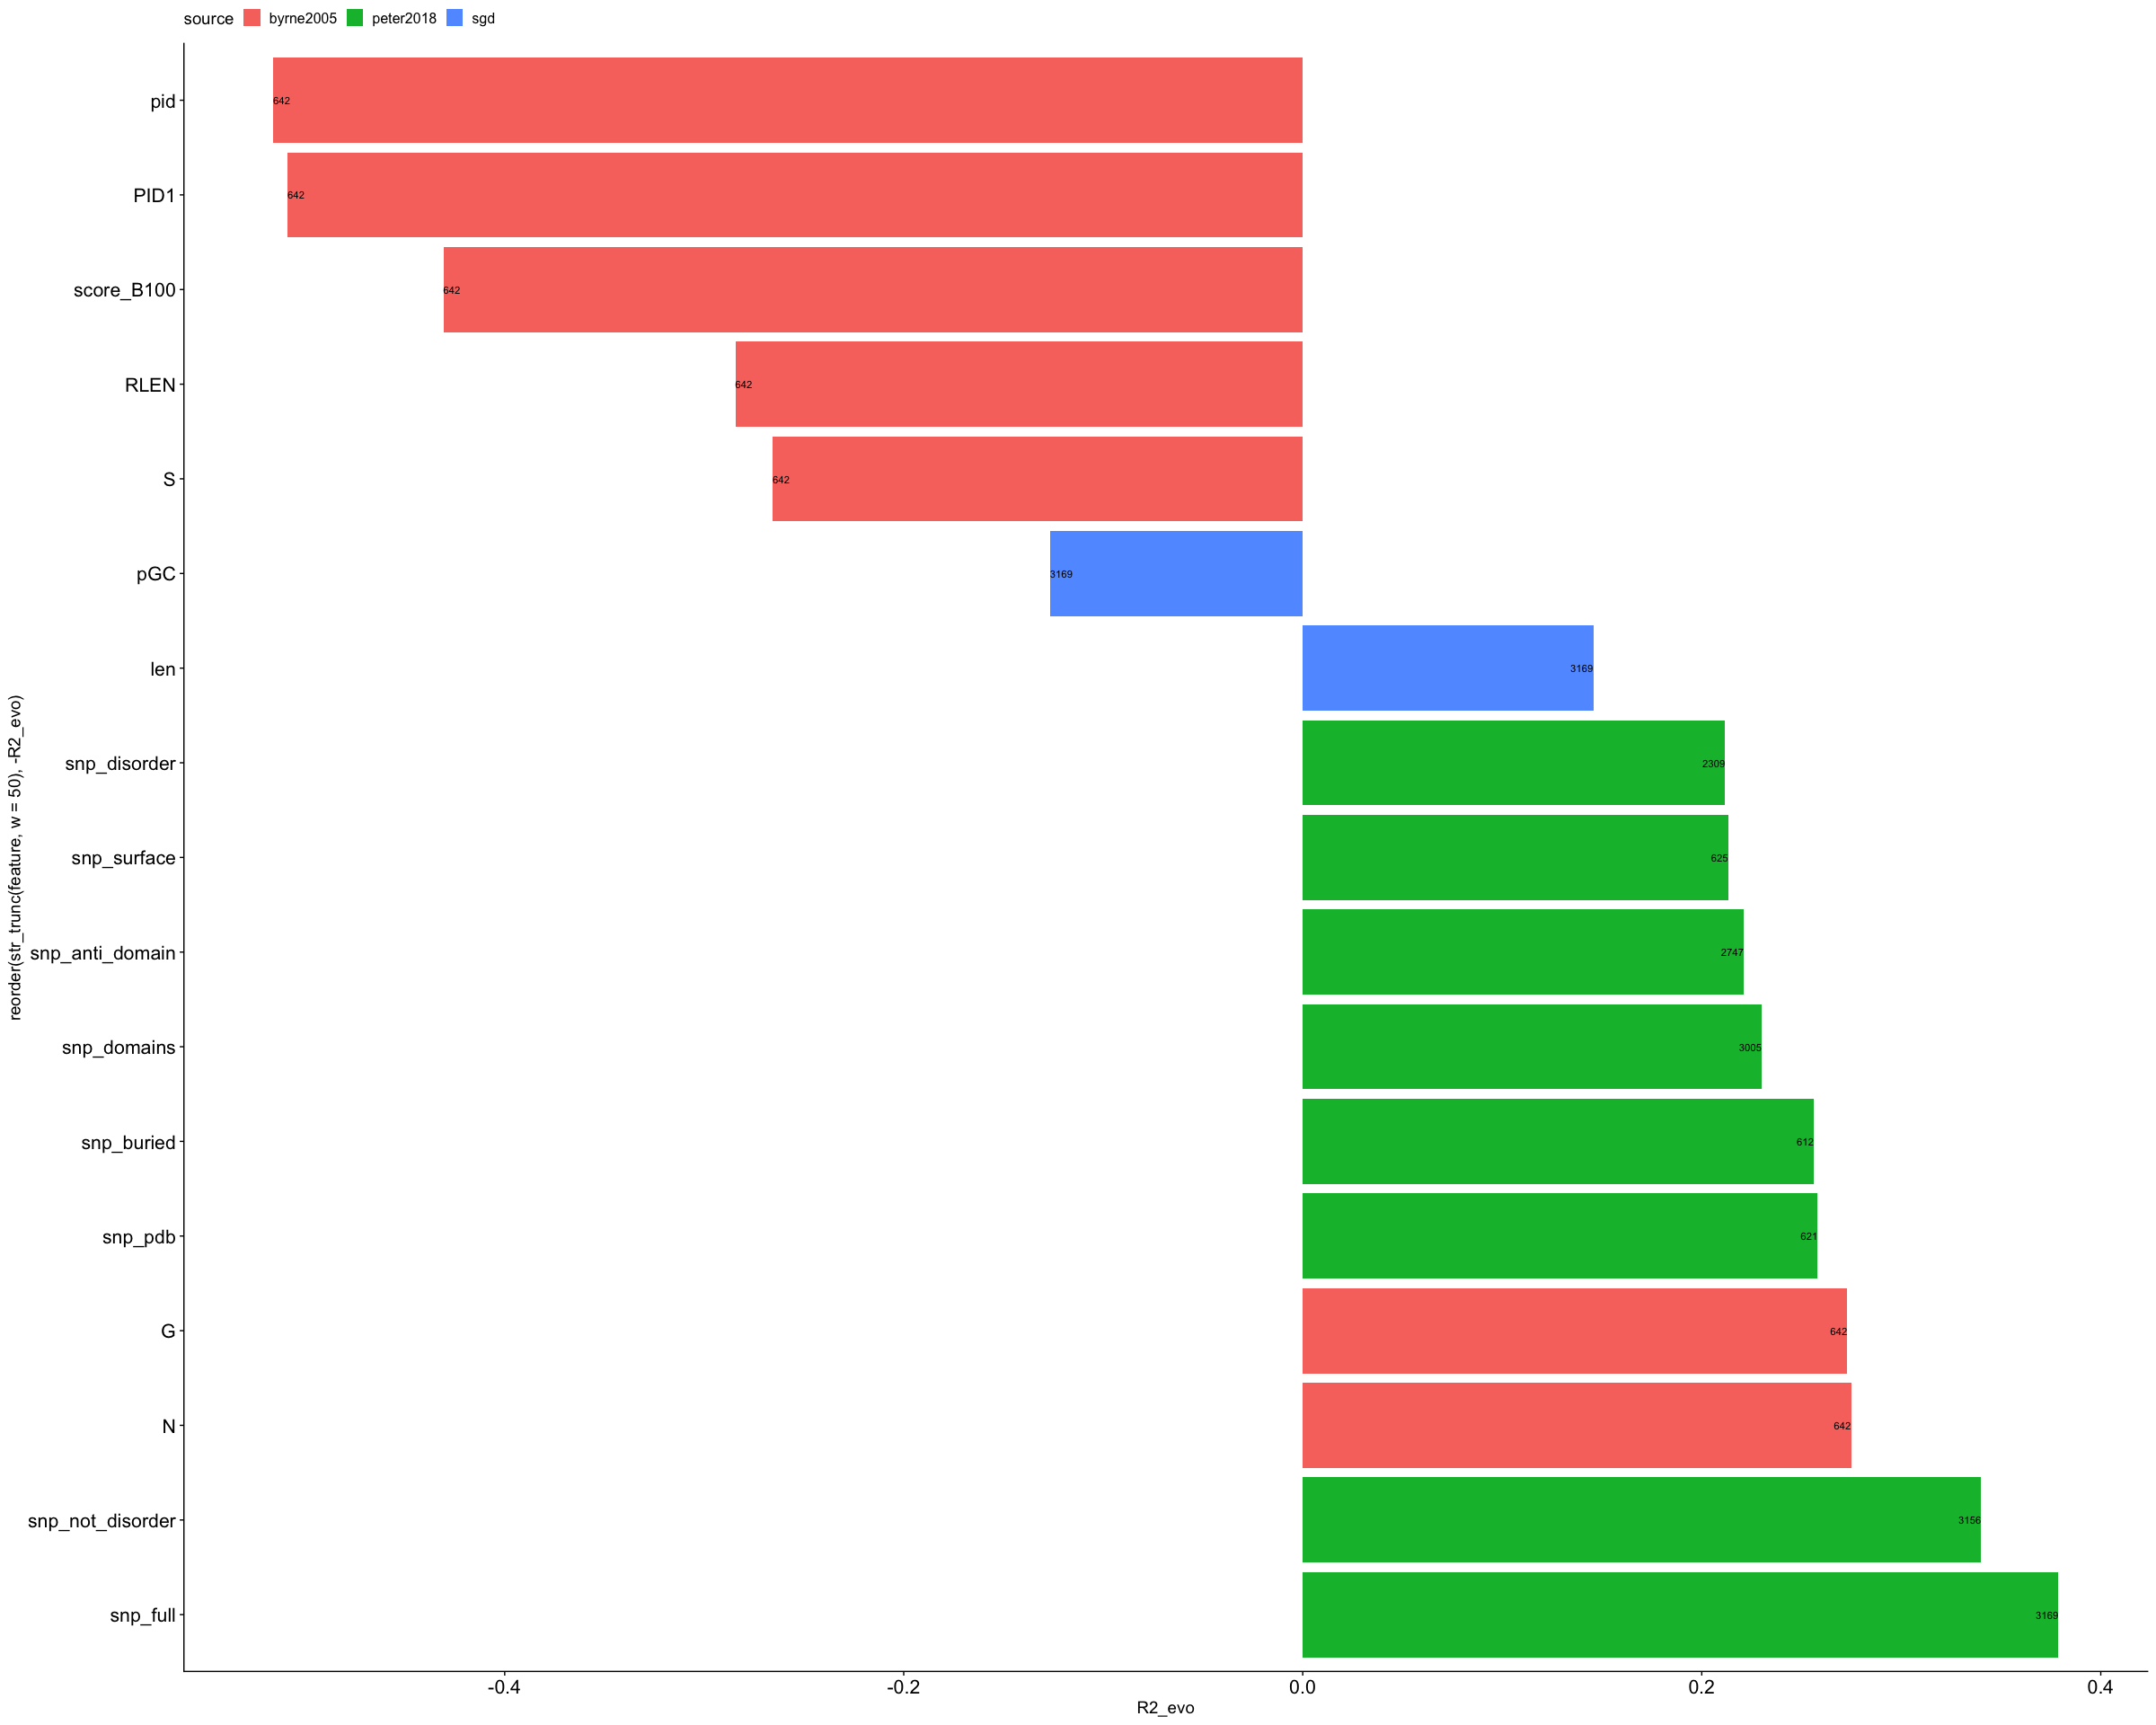 source byrne2005 peter2018 sgd
pid 642
PID1 642
score_B100 642
RLEN 642
S 642
pGC 3169
len 3169
snp_disorder 2309
snp_surface 625
snp_anti_domain 2747
snp_domains 3005
snp_buried 612
snp_pdb 621
G 642
N 642
snp_not_disorder 3156
snp_full 3169
reorder(str_trunc(feature, w = 50), -R2_evo)
-0.4 -0.2 0.0 0.2 0.4
R2_evo